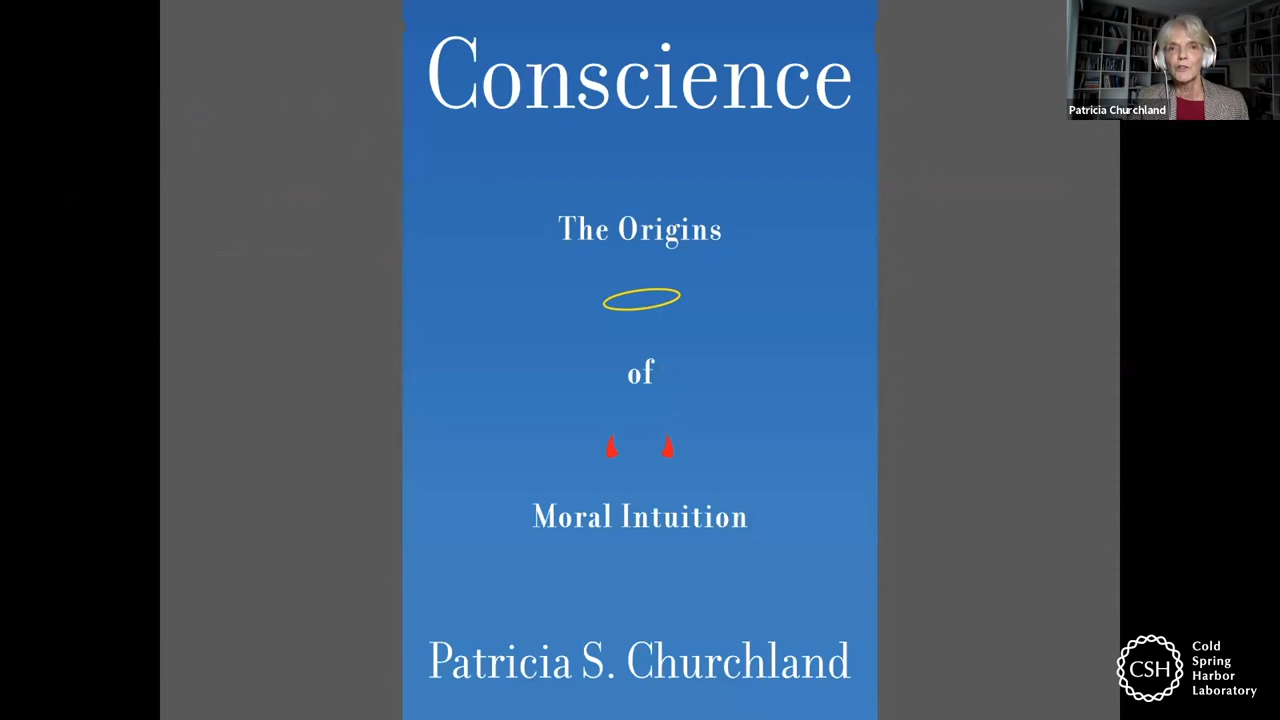 Conscience
Patricia Churchland
The Origins
of
Moral Intuition
Patricia S. Churchland
CSH
Cold
Spring
Harbor
Laboratory